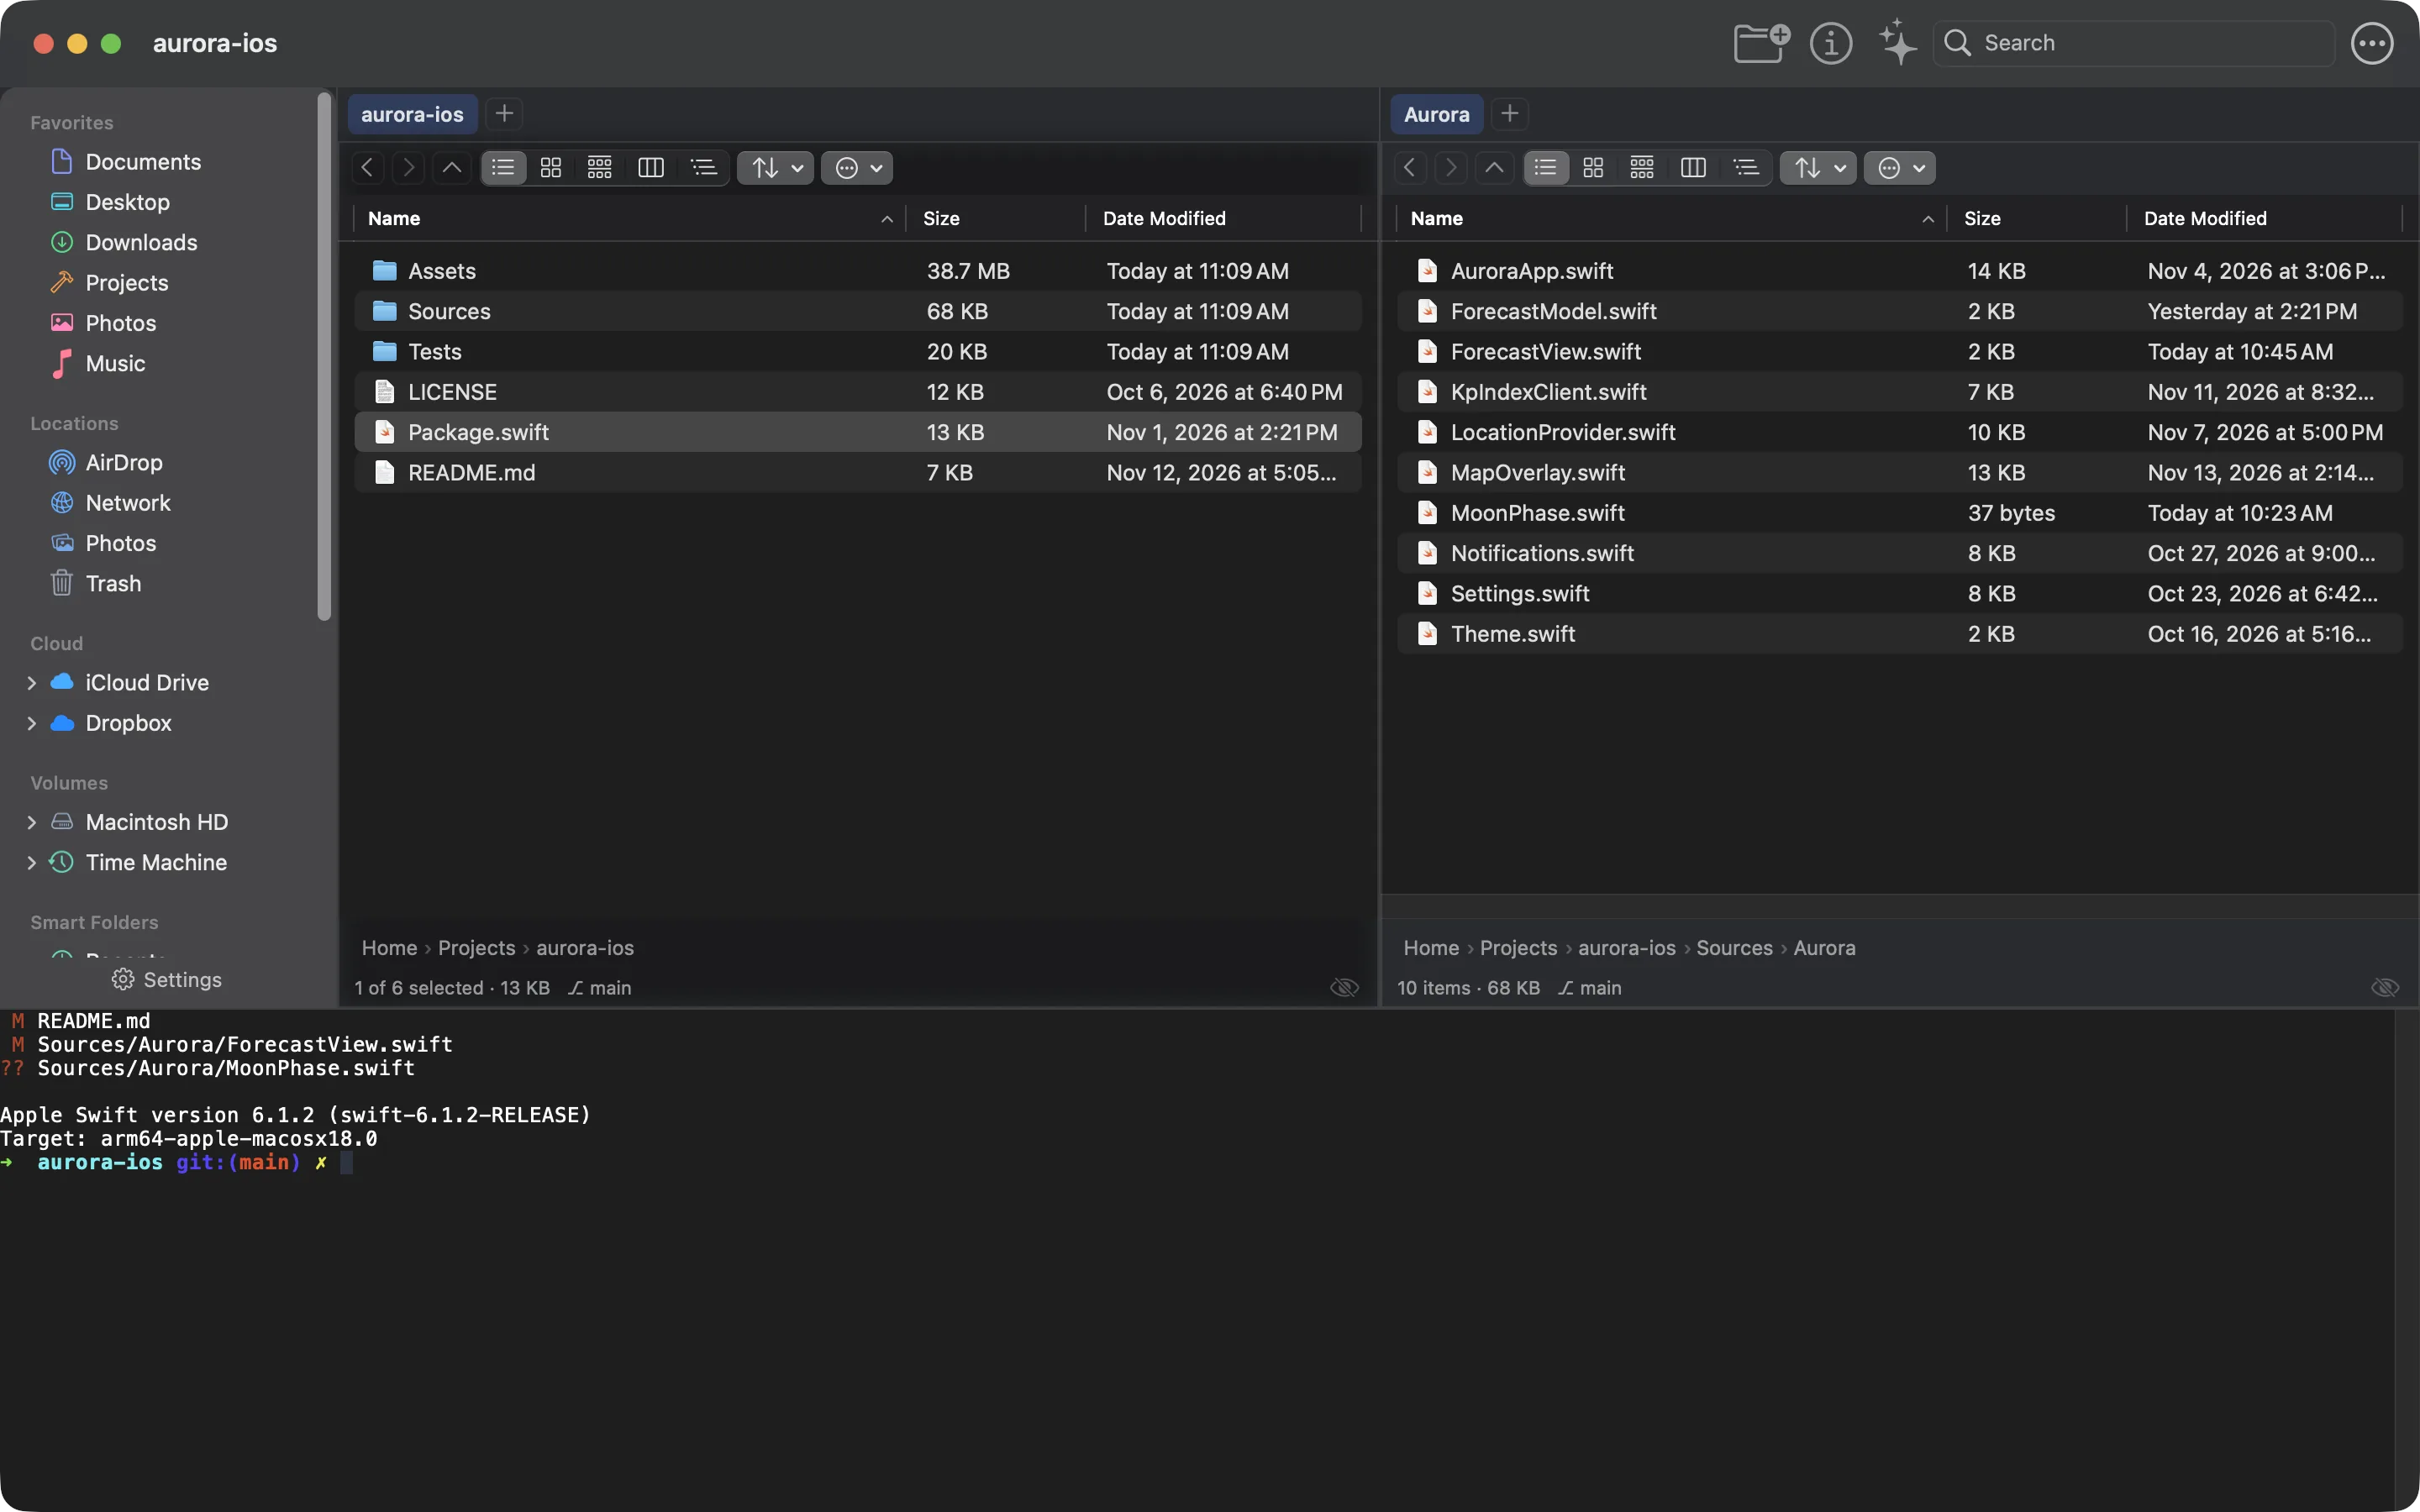 aurora-ios
Search
Favorites
Documents
Desktop
Downloads
Projects
Photos
Music
Locations
AirDrop
Network
Photos
Trash
Cloud
iCloud Drive
Dropbox
Volumes
Macintosh HD
Time Machine
Smart Folders
Settings
aurora-ios
Name Size Date Modified
Assets 38.7 MB Today at 11:09 AM
Sources 68 KB Today at 11:09 AM
Tests 20 KB Today at 11:09 AM
LICENSE 12 KB Oct 6, 2026 at 6:40 PM
Package.swift 13 KB Nov 1, 2026 at 2:21 PM
README.md 7 KB Nov 12, 2026 at 5:05...
Home › Projects › aurora-ios
1 of 6 selected · 13 KB main
Aurora
Name Size Date Modified
AuroraApp.swift 14 KB Nov 4, 2026 at 3:06 P...
ForecastModel.swift 2 KB Yesterday at 2:21 PM
ForecastView.swift 2 KB Today at 10:45 AM
KpIndexClient.swift 7 KB Nov 11, 2026 at 8:32...
LocationProvider.swift 10 KB Nov 7, 2026 at 5:00 PM
MapOverlay.swift 13 KB Nov 13, 2026 at 2:14...
MoonPhase.swift 37 bytes Today at 10:23 AM
Notifications.swift 8 KB Oct 27, 2026 at 9:00...
Settings.swift 8 KB Oct 23, 2026 at 6:42...
Theme.swift 2 KB Oct 16, 2026 at 5:16...
Home › Projects › aurora-ios › Sources › Aurora
10 items · 68 KB main
M README.md
M Sources/Aurora/ForecastView.swift
?? Sources/Aurora/MoonPhase.swift
Apple Swift version 6.1.2 (swift-6.1.2-RELEASE)
Target: arm64-apple-macosx18.0
➜ aurora-ios git:(main) ✗